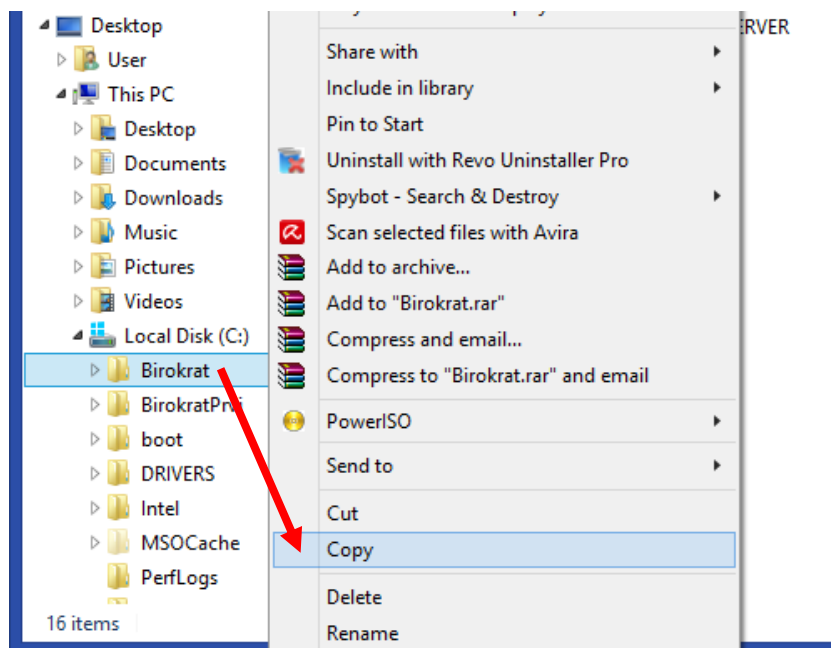 Desktop
User
This PC
Desktop
Documents
Downloads
Music
Pictures
Videos
Local Disk (C:)
Birokrat
BirokratPrvi
boot
DRIVERS
Intel
MSOCache
PerfLogs
16 items
Share with
Include in library
Pin to Start
Uninstall with Revo Uninstaller Pro
Spybot - Search & Destroy
Scan selected files with Avira
Add to archive...
Add to "Birokrat.rar"
Compress and email...
Compress to "Birokrat.rar" and email
PowerISO
Send to
Cut
Copy
Delete
Rename
RVER